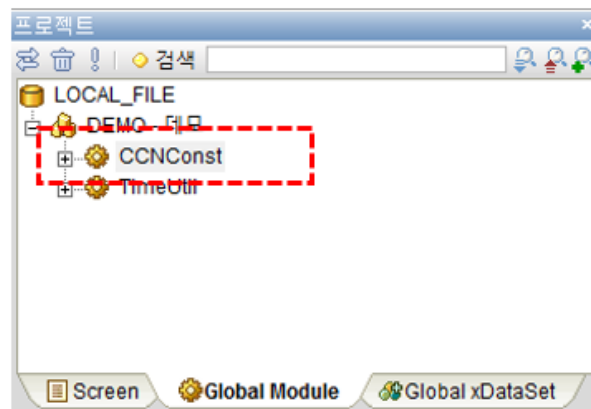 프로젝트
검색
LOCAL_FILE
DEMO - 데모
CCNConst
TimeUtil
Screen Global Module Global xDataSet